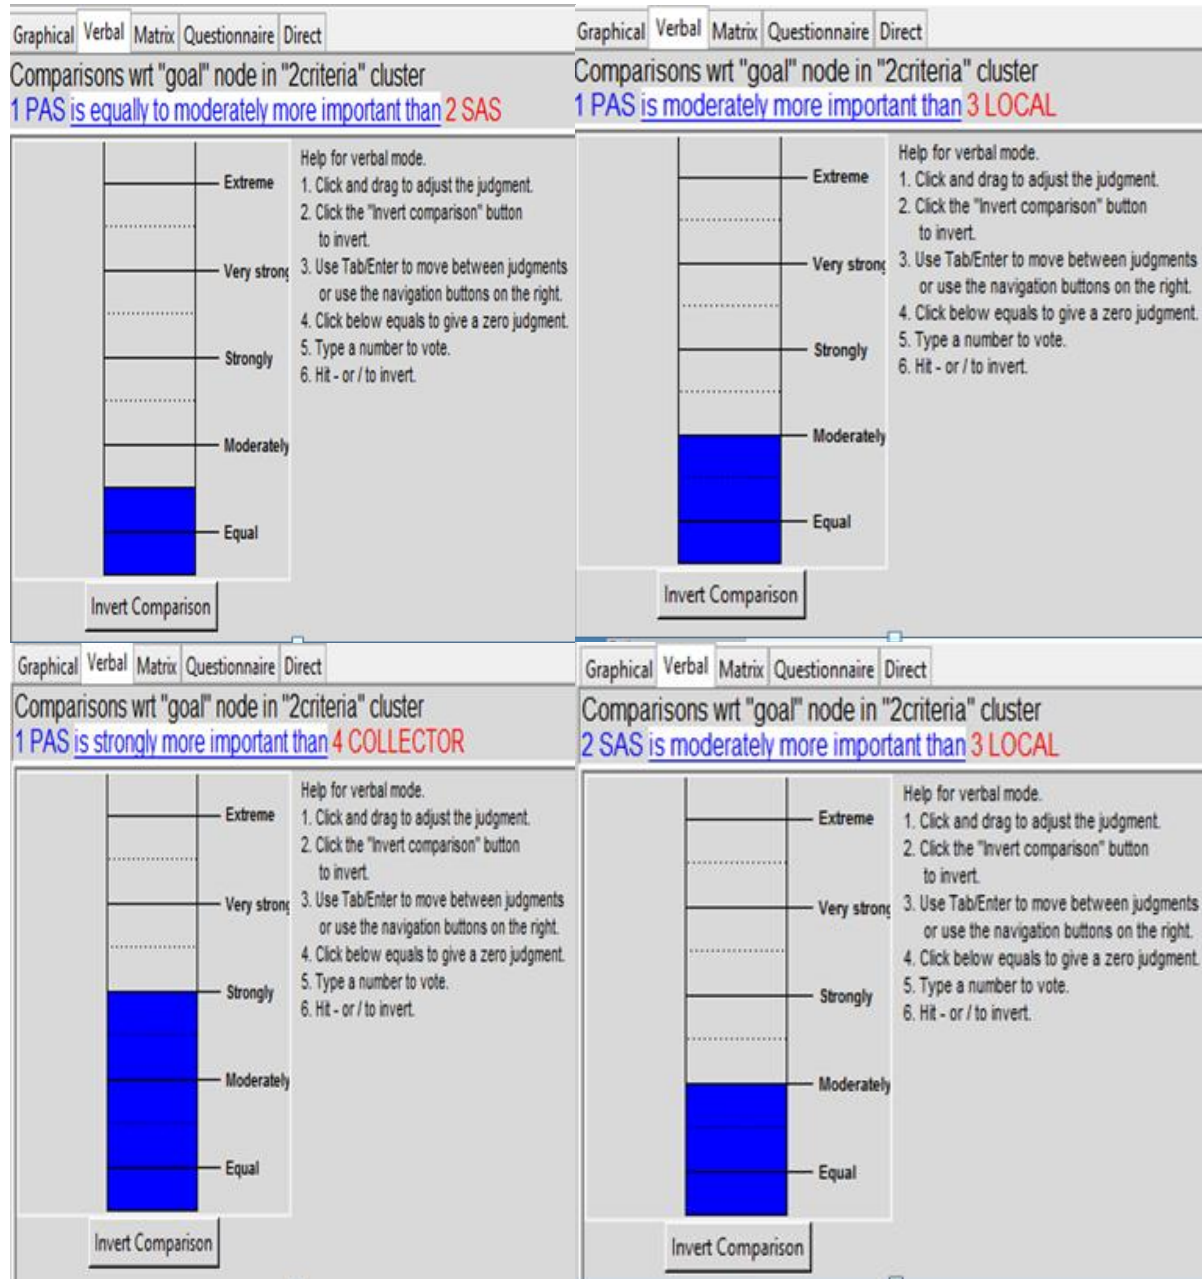 Graphical Verbal Matrix Questionnaire Direct
Comparisons wrt "goal" node in "2criteria" cluster
1 PAS is equally to moderately more important than 2 SAS
Extreme
Very strong
Strongly
Moderately
Equal
Help for verbal mode.
1. Click and drag to adjust the judgment.
2. Click the "Invert comparison" button
to invert.
3. Use Tab/Enter to move between judgments
or use the navigation buttons on the right.
4. Click below equals to give a zero judgment.
5. Type a number to vote.
6. Hit - or / to invert.
Invert Comparison
Graphical Verbal Matrix Questionnaire Direct
Comparisons wrt "goal" node in "2criteria" cluster
1 PAS is moderately more important than 3 LOCAL
Extreme
Very strong
Strongly
Moderately
Equal
Help for verbal mode.
1. Click and drag to adjust the judgment.
2. Click the "Invert comparison" button
to invert.
3. Use Tab/Enter to move between judgments
or use the navigation buttons on the right.
4. Click below equals to give a zero judgment.
5. Type a number to vote.
6. Hit - or / to invert.
Invert Comparison
Graphical Verbal Matrix Questionnaire Direct
Comparisons wrt "goal" node in "2criteria" cluster
1 PAS is strongly more important than 4 COLLECTOR
Extreme
Very strong
Strongly
Moderately
Equal
Help for verbal mode.
1. Click and drag to adjust the judgment.
2. Click the "Invert comparison" button
to invert.
3. Use Tab/Enter to move between judgments
or use the navigation buttons on the right.
4. Click below equals to give a zero judgment.
5. Type a number to vote.
6. Hit - or / to invert.
Invert Comparison
Graphical Verbal Matrix Questionnaire Direct
Comparisons wrt "goal" node in "2criteria" cluster
2 SAS is moderately more important than 3 LOCAL
Extreme
Very strong
Strongly
Moderately
Equal
Help for verbal mode.
1. Click and drag to adjust the judgment.
2. Click the "Invert comparison" button
to invert.
3. Use Tab/Enter to move between judgments
or use the navigation buttons on the right.
4. Click below equals to give a zero judgment.
5. Type a number to vote.
6. Hit - or / to invert.
Invert Comparison